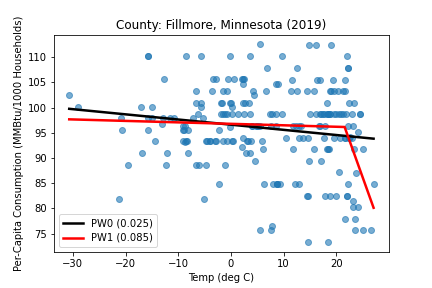 County: Fillmore, Minnesota (2019)
Per-Capita Consumption (MMBtu/1000 Households)
110
105
100
95
90
85
80
75
PW0 (0.025)
PW1 (0.085)
−30 −20 −10 0 10 20
Temp (deg C)